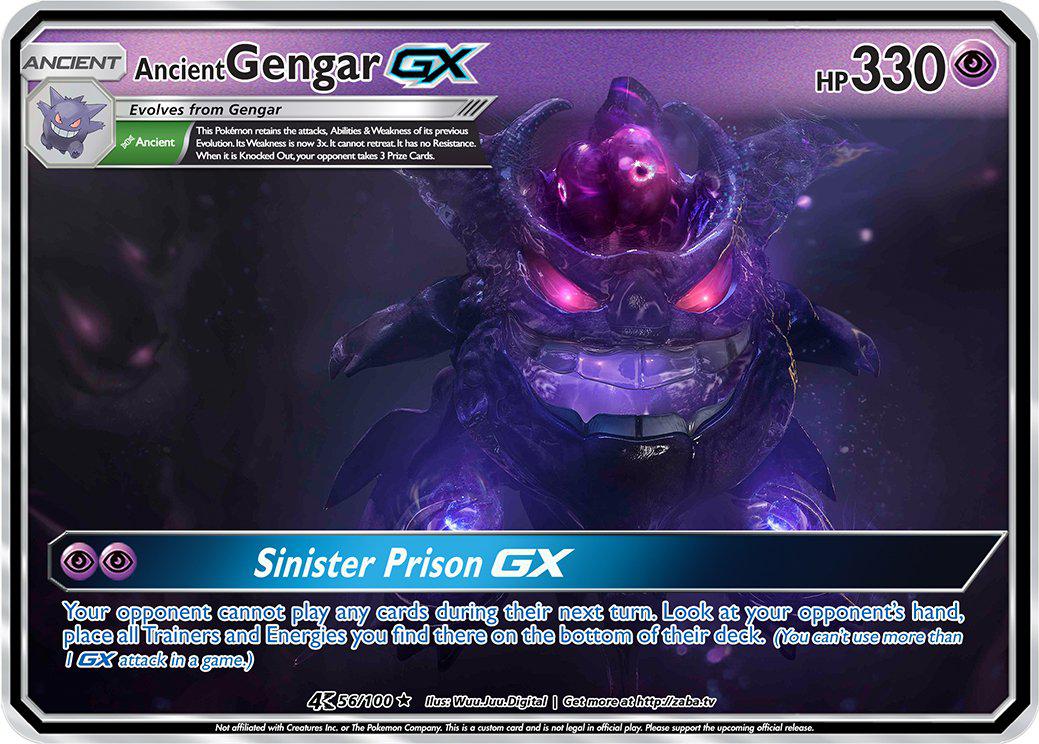 ANCIENT
Ancient Gengar GX
HP 330
Evolves from Gengar
Ancient
This Pokémon retains the attacks, Abilities & Weakness of its previous
Evolution. Its Weakness is now 3x. It cannot retreat. It has no Resistance.
When it is Knocked Out, your opponent takes 3 Prize Cards.
Sinister Prison GX
Your opponent cannot play any cards during their next turn. Look at your opponent's hand,
place all Trainers and Energies you find there on the bottom of their deck. (You can't use more than
1 GX attack in a game.)
4K 56/100 ★ Ilus: Wuu.Juu.Digital | Get more at http://zaba.tv
Not affiliated with Creatures Inc. or The Pokemon Company. This is a custom card and is not legal in official play. Please support the upcoming official release.